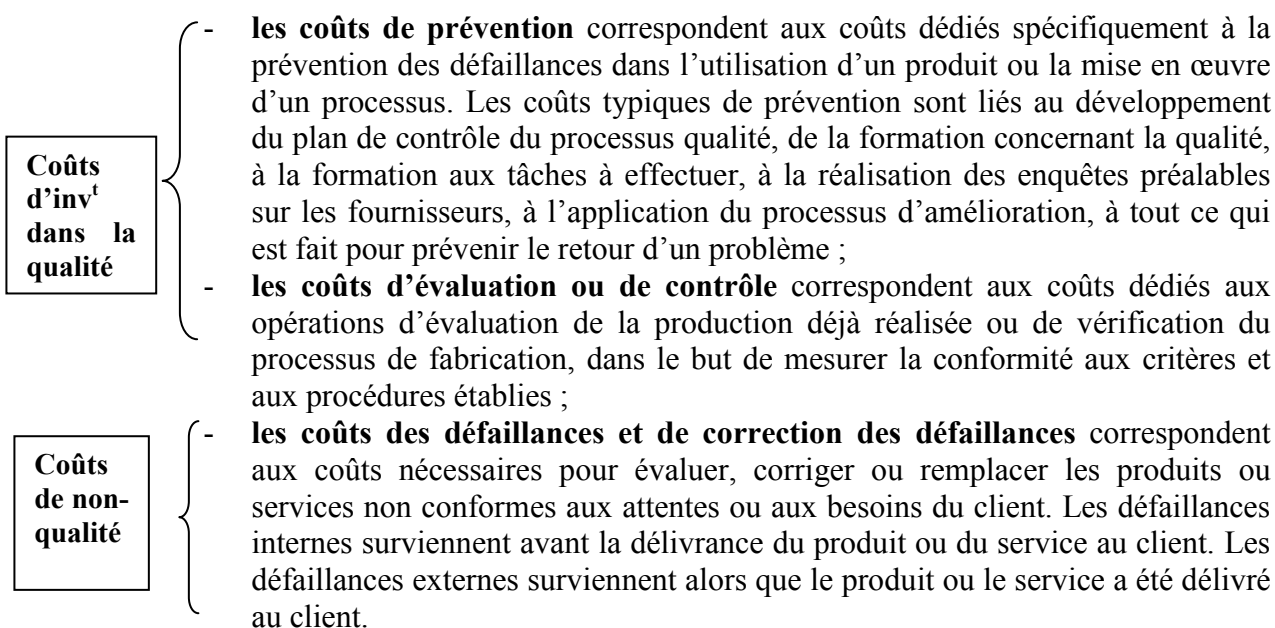 - les coûts de prévention correspondent aux coûts dédiés spécifiquement à la
prévention des défaillances dans l’utilisation d’un produit ou la mise en œuvre
d’un processus. Les coûts typiques de prévention sont liés au développement
du plan de contrôle du processus qualité, de la formation concernant la qualité,
à la formation aux tâches à effectuer, à la réalisation des enquêtes préalables
sur les fournisseurs, à l’application du processus d’amélioration, à tout ce qui
est fait pour prévenir le retour d’un problème ;
Coûts
d’invᵗ
dans la
qualité
- les coûts d’évaluation ou de contrôle correspondent aux coûts dédiés aux
opérations d’évaluation de la production déjà réalisée ou de vérification du
processus de fabrication, dans le but de mesurer la conformité aux critères et
aux procédures établies ;
- les coûts des défaillances et de correction des défaillances correspondent
aux coûts nécessaires pour évaluer, corriger ou remplacer les produits ou
services non conformes aux attentes ou aux besoins du client. Les défaillances
internes surviennent avant la délivrance du produit ou du service au client. Les
défaillances externes surviennent alors que le produit ou le service a été délivré
au client.
Coûts
de non-
qualité